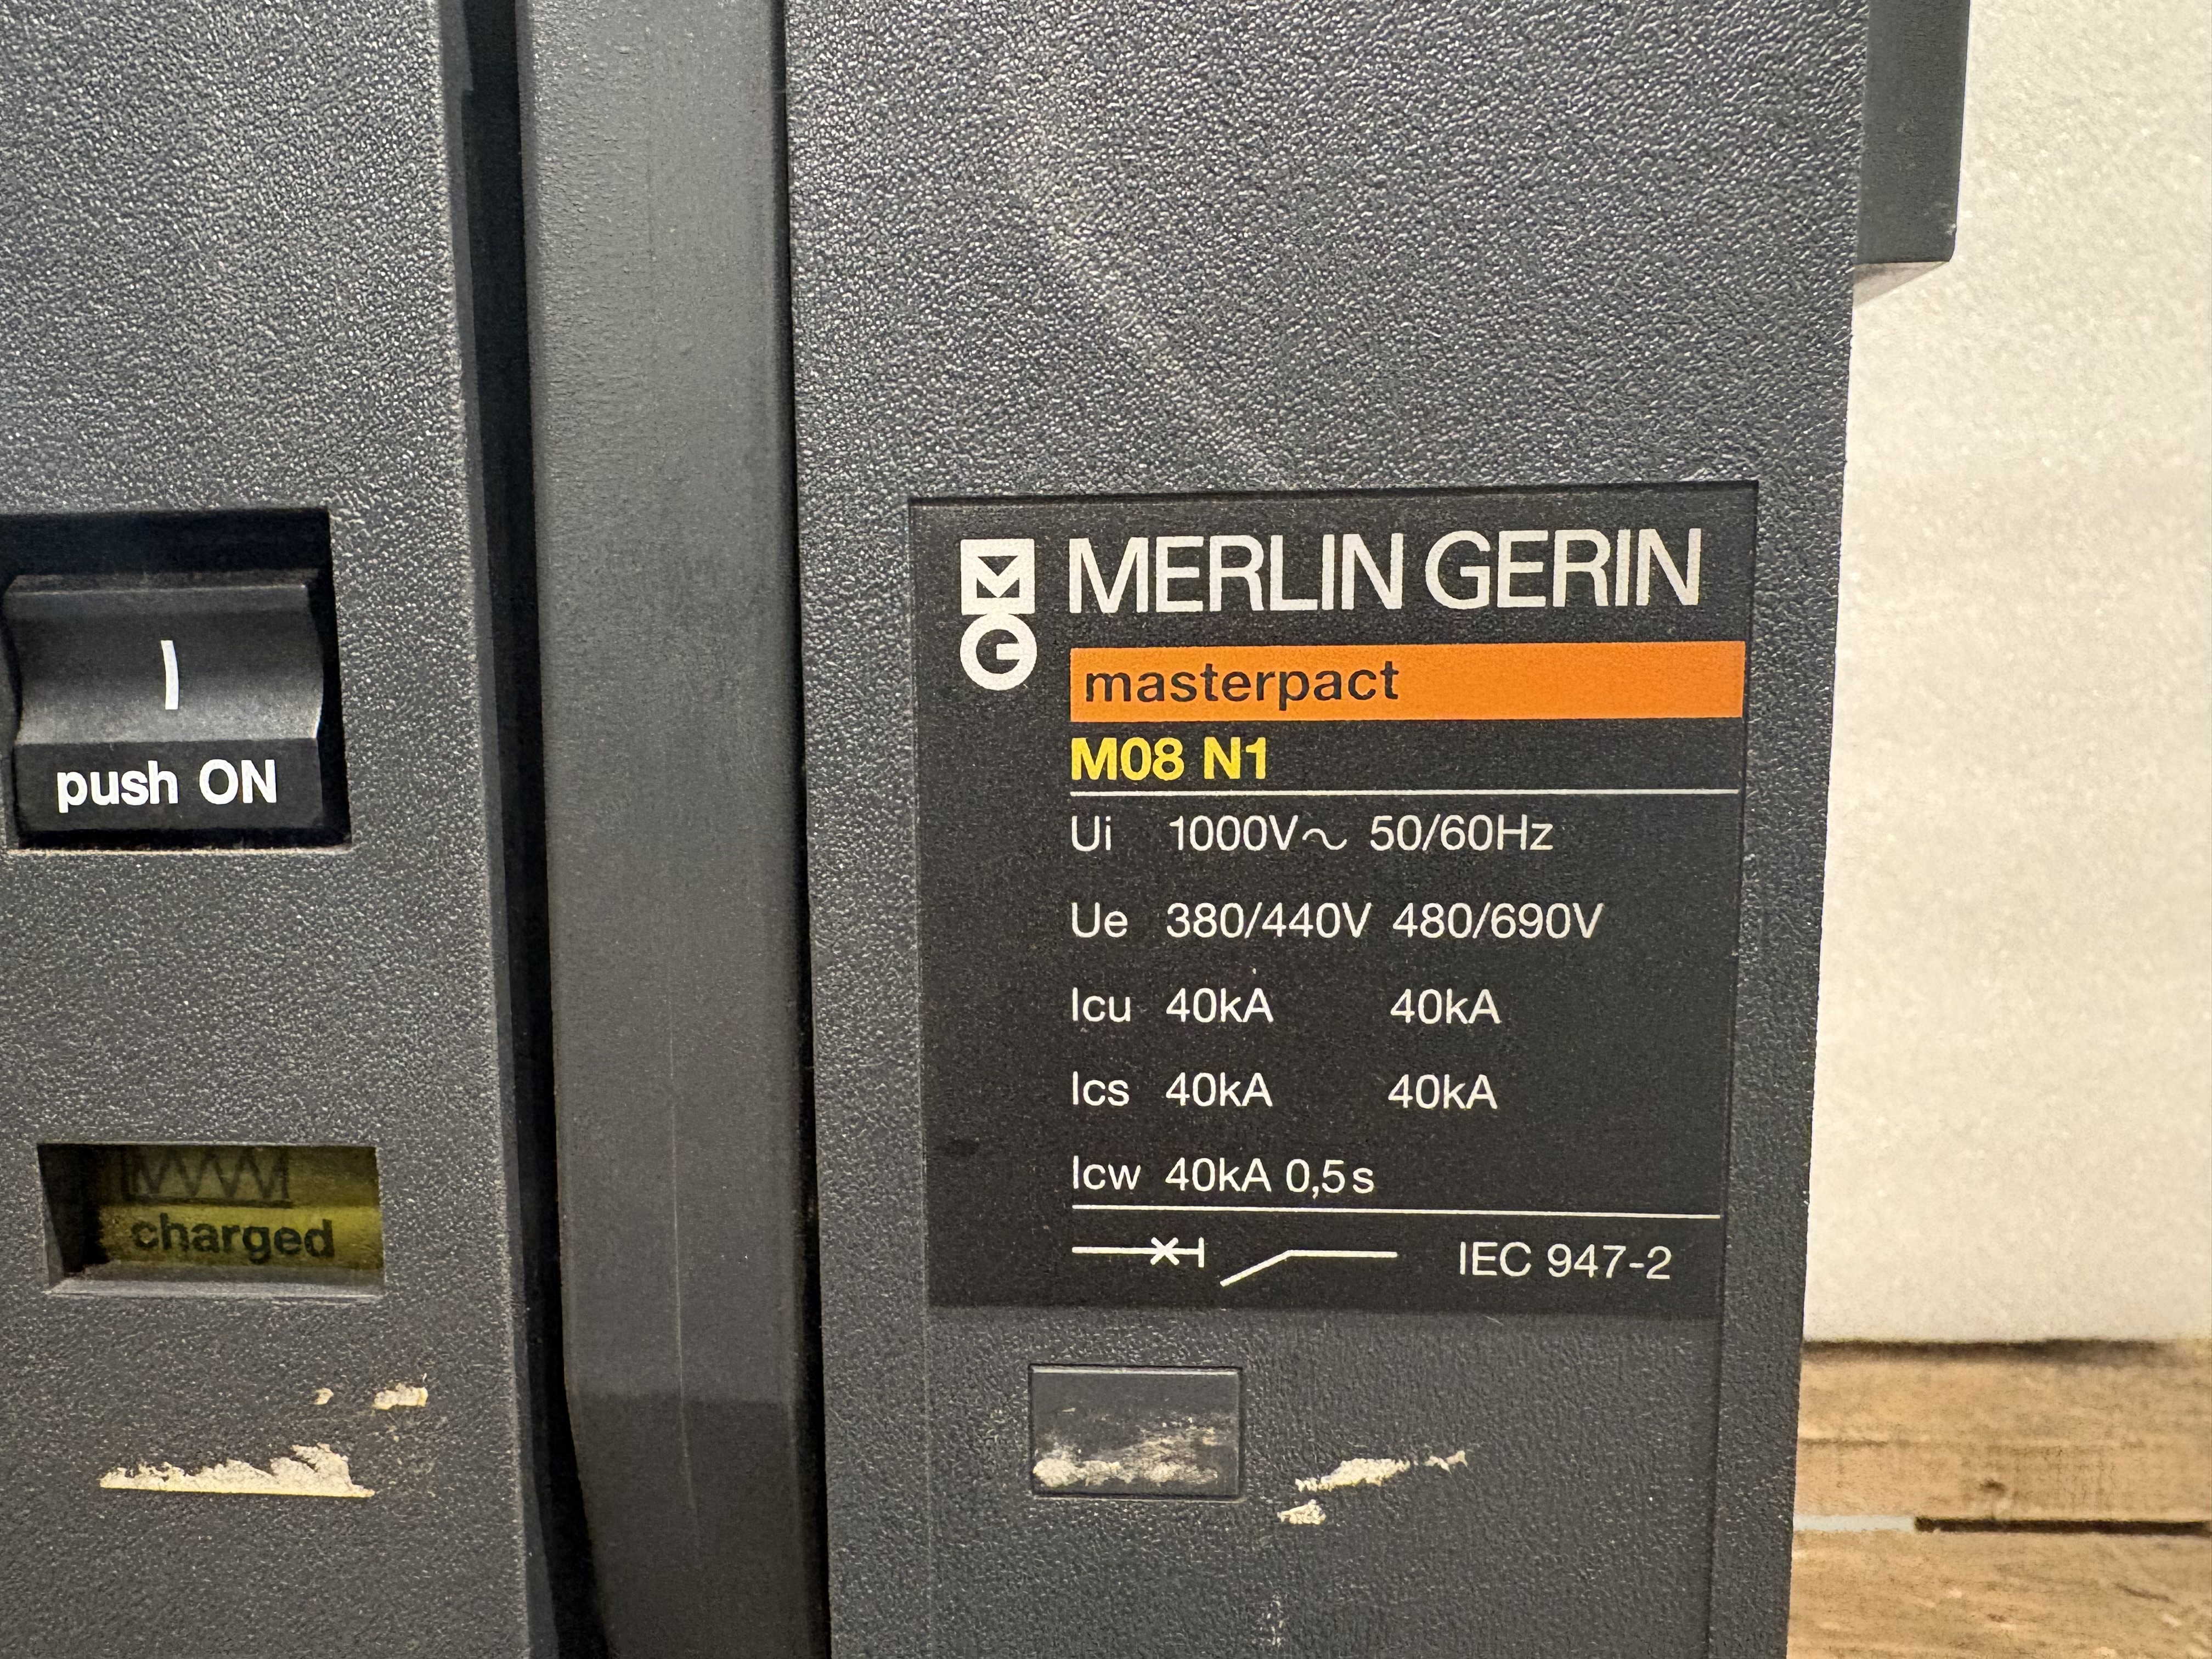 I
push ON
charged
MG MERLIN GERIN
masterpact
M08 N1
Ui 1000V~ 50/60Hz
Ue 380/440V 480/690V
Icu 40kA 40kA
Ics 40kA 40kA
Icw 40kA 0,5s
IEC 947-2